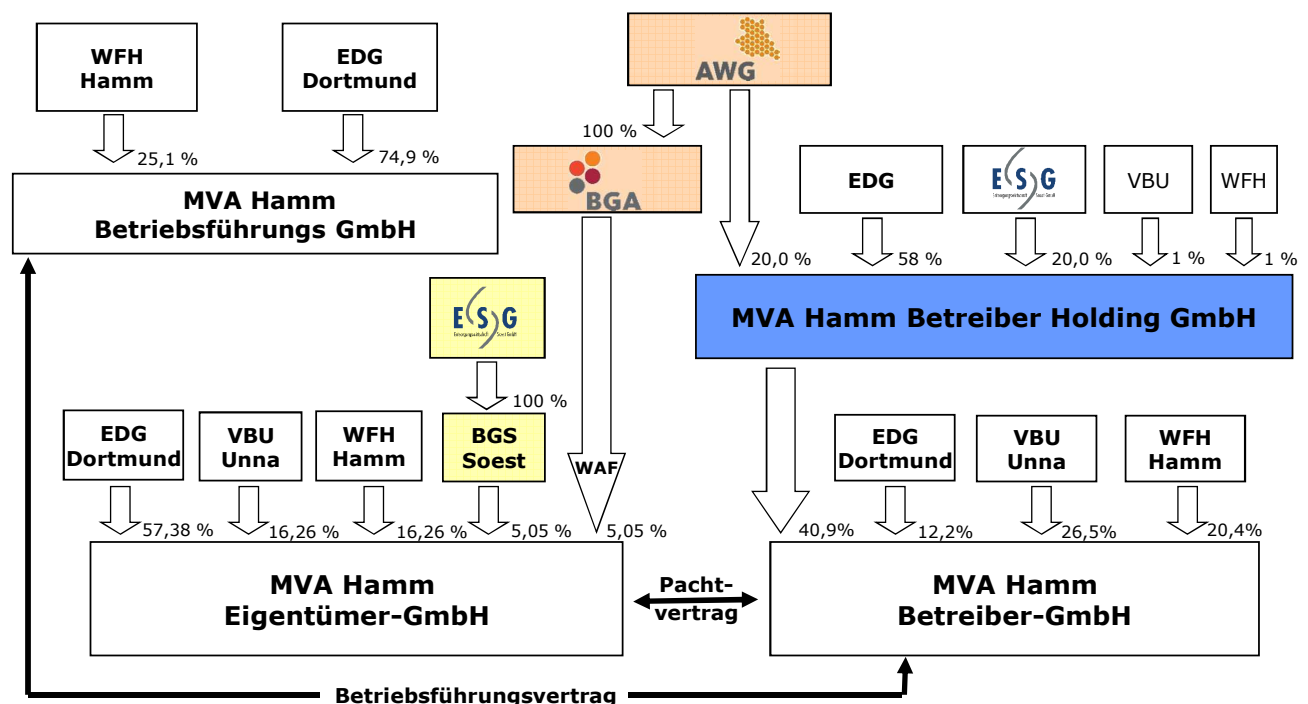 WFH
Hamm
EDG
Dortmund
AWG
25,1 %
74,9 %
100 %
MVA Hamm
Betriebsführungs GmbH
BGA
EDG
ESG
VBU
WFH
20,0 %
58 %
20,0 %
1 %
1 %
MVA Hamm Betreiber Holding GmbH
ESG
100 %
EDG
Dortmund
VBU
Unna
WFH
Hamm
BGS
Soest
WAF
EDG
Dortmund
VBU
Unna
WFH
Hamm
57,38 %
16,26 %
16,26 %
5,05 %
5,05 %
40,9%
12,2%
26,5%
20,4%
MVA Hamm
Eigentümer-GmbH
Pacht-
vertrag
MVA Hamm
Betreiber-GmbH
Betriebsführungsvertrag